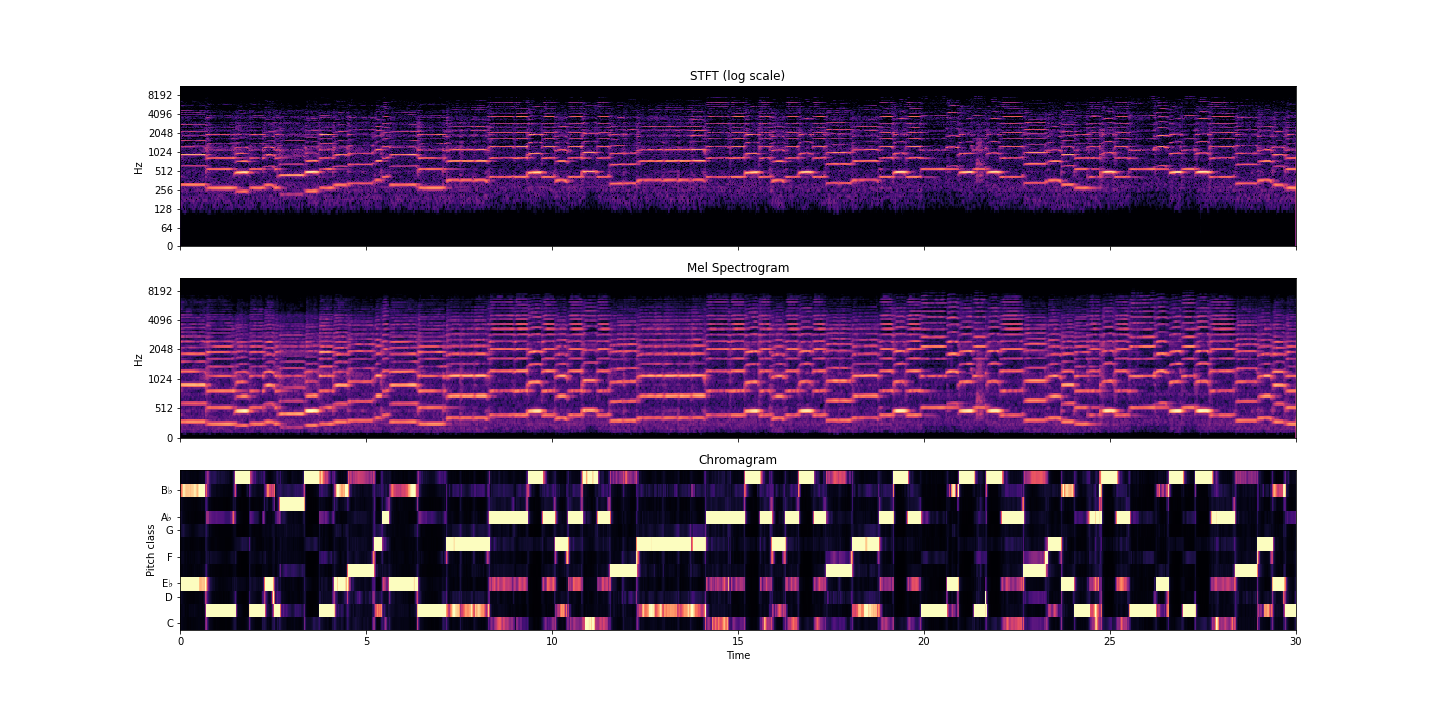 STFT (log scale)
8192
4096
2048
1024
512
256
128
64
0
Hz
Mel Spectrogram
8192
4096
2048
1024
512
0
Hz
Chromagram
B♭
A♭
G
F
E♭
D
C
Pitch class
0 5 10 15 20 25 30
Time